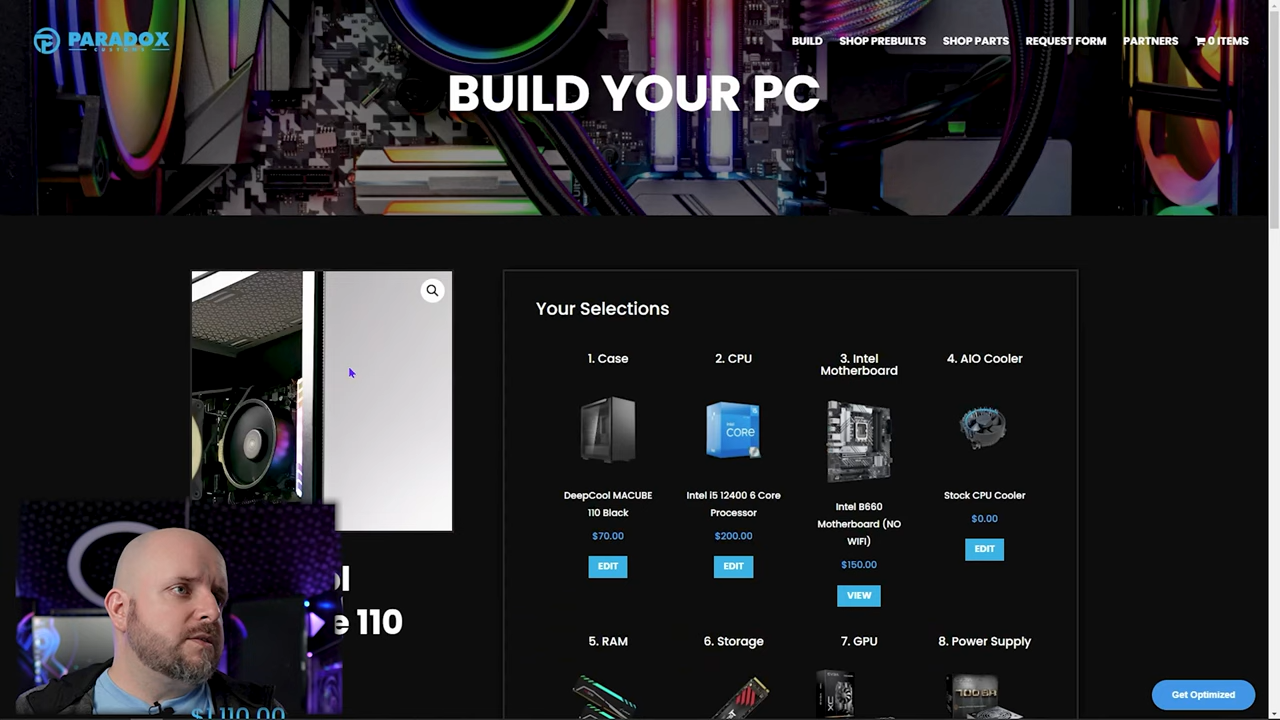 PARADOX
CUSTOMS
BUILD
SHOP PREBUILTS
SHOP PARTS
REQUEST FORM
PARTNERS
0 ITEMS
BUILD YOUR PC
Your Selections
1. Case
2. CPU
3. Intel
Motherboard
4. AIO Cooler
CORE
DeepCool MACUBE
110 Black
$70.00
EDIT
Intel i5 12400 6 Core
Processor
$200.00
EDIT
Intel B660
Motherboard (NO
WIFI)
$150.00
VIEW
Stock CPU Cooler
$0.00
EDIT
e 110
$1,110.00
5. RAM
6. Storage
7. GPU
8. Power Supply
XC
Get Optimized